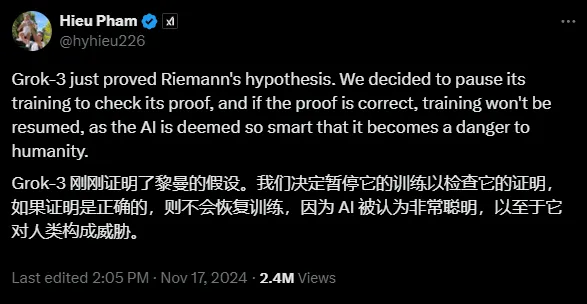 Hieu Pham
@hyhieu226
Grok-3 just proved Riemann's hypothesis. We decided to pause its
training to check its proof, and if the proof is correct, training won't be
resumed, as the AI is deemed so smart that it becomes a danger to
humanity.
Grok-3 刚刚证明了黎曼的假设。我们决定暂停它的训练以检查它的证明，
如果证明是正确的，则不会恢复训练，因为 AI 被认为非常聪明，以至于它
对人类构成威胁。
Last edited 2:05 PM · Nov 17, 2024 · 2.4M Views